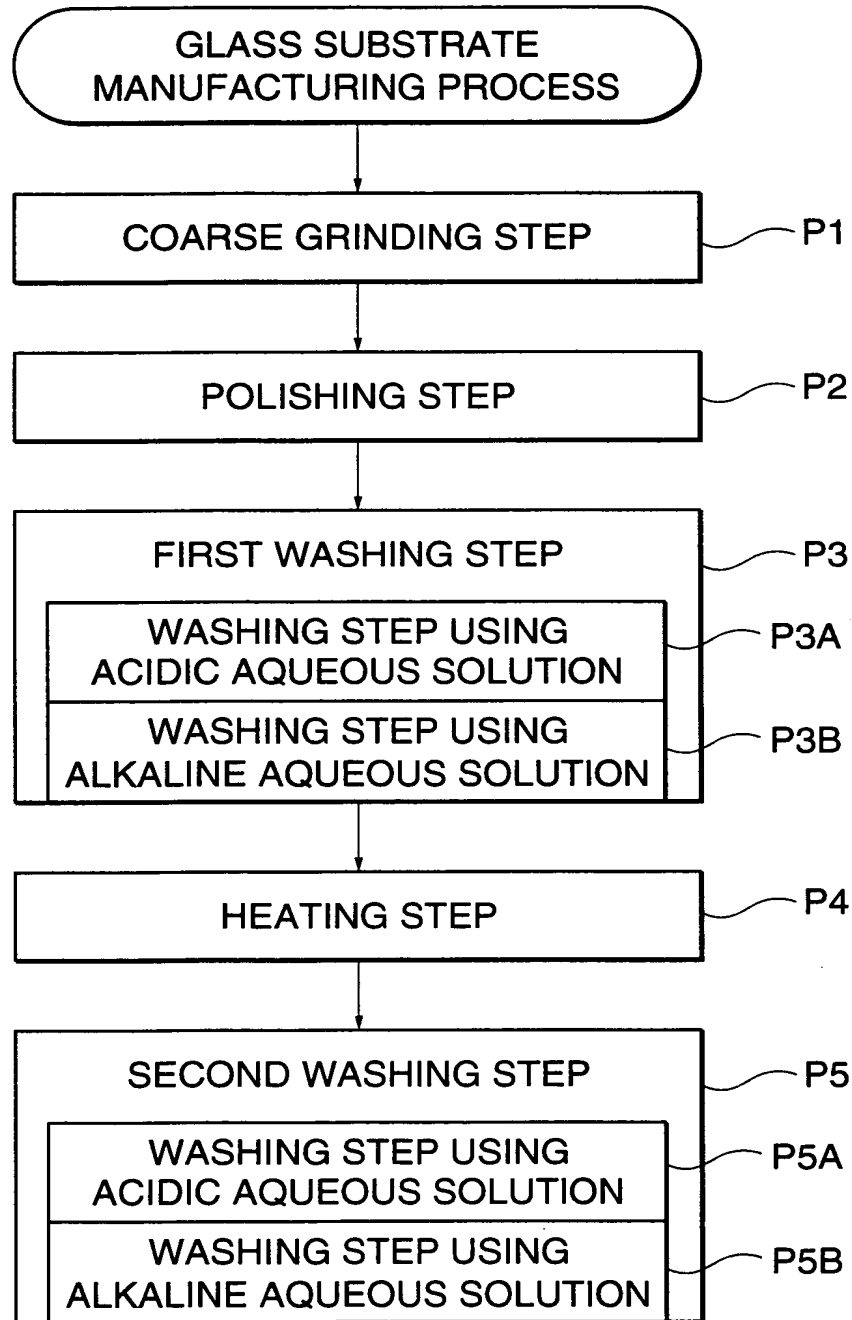 GLASS SUBSTRATE
MANUFACTURING PROCESS
COARSE GRINDING STEP
P1
POLISHING STEP
P2
FIRST WASHING STEP
P3
WASHING STEP USING
ACIDIC AQUEOUS SOLUTION
P3A
WASHING STEP USING
ALKALINE AQUEOUS SOLUTION
P3B
HEATING STEP
P4
SECOND WASHING STEP
P5
WASHING STEP USING
ACIDIC AQUEOUS SOLUTION
P5A
WASHING STEP USING
ALKALINE AQUEOUS SOLUTION
P5B